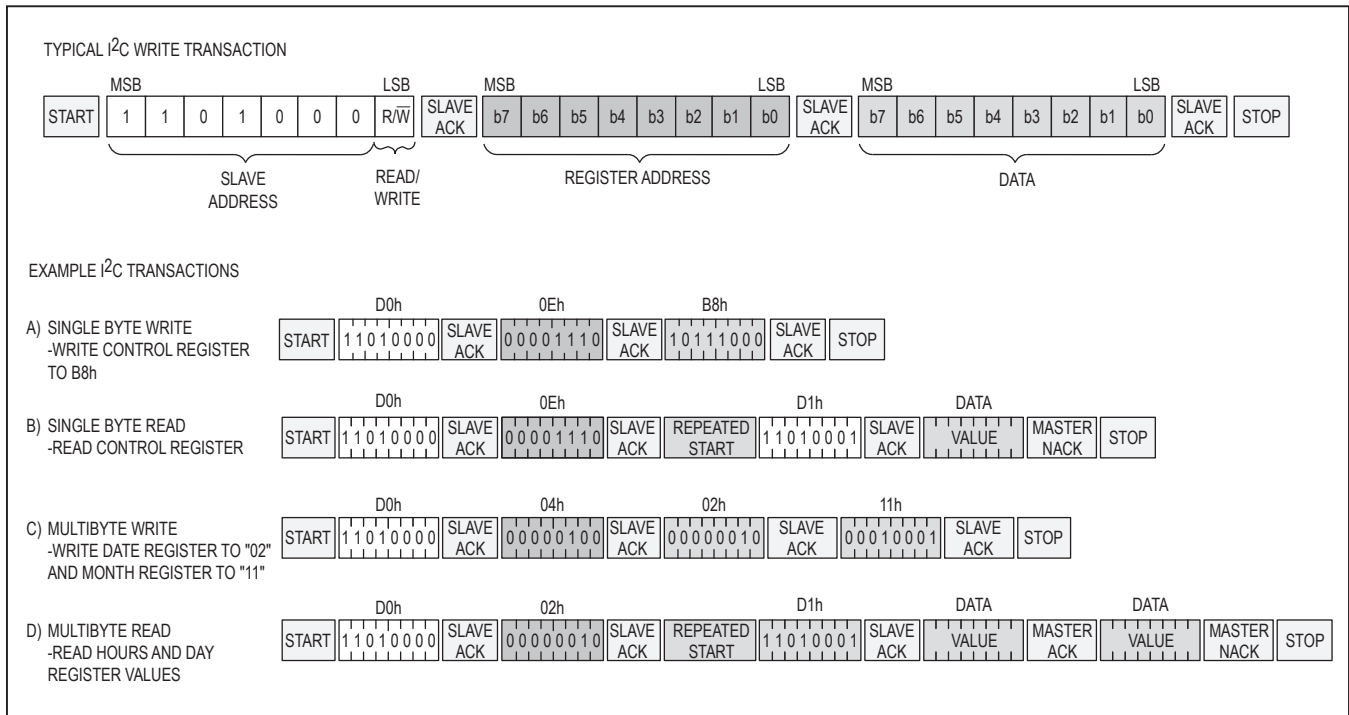 TYPICAL I2C WRITE TRANSACTION
MSB LSB MSB LSB MSB LSB
START 1 1 0 1 0 0 0 R/W̅ SLAVE ACK b7 b6 b5 b4 b3 b2 b1 b0 SLAVE ACK b7 b6 b5 b4 b3 b2 b1 b0 SLAVE ACK STOP
SLAVE ADDRESS READ/WRITE REGISTER ADDRESS DATA
EXAMPLE I2C TRANSACTIONS
D0h 0Eh B8h
A) SINGLE BYTE WRITE
-WRITE CONTROL REGISTER
TO B8h
START 11010000 SLAVE ACK 00001110 SLAVE ACK 10111000 SLAVE ACK STOP
D0h 0Eh D1h DATA
B) SINGLE BYTE READ
-READ CONTROL REGISTER
START 11010000 SLAVE ACK 00001110 SLAVE ACK REPEATED START 11010001 SLAVE ACK VALUE MASTER NACK STOP
D0h 04h 02h 11h
C) MULTIBYTE WRITE
-WRITE DATE REGISTER TO "02"
AND MONTH REGISTER TO "11"
START 11010000 SLAVE ACK 00000100 SLAVE ACK 00000010 SLAVE ACK 00010001 SLAVE ACK STOP
D0h 02h D1h DATA DATA
D) MULTIBYTE READ
-READ HOURS AND DAY
REGISTER VALUES
START 11010000 SLAVE ACK 00000010 SLAVE ACK REPEATED START 11010001 SLAVE ACK VALUE MASTER ACK VALUE MASTER NACK STOP